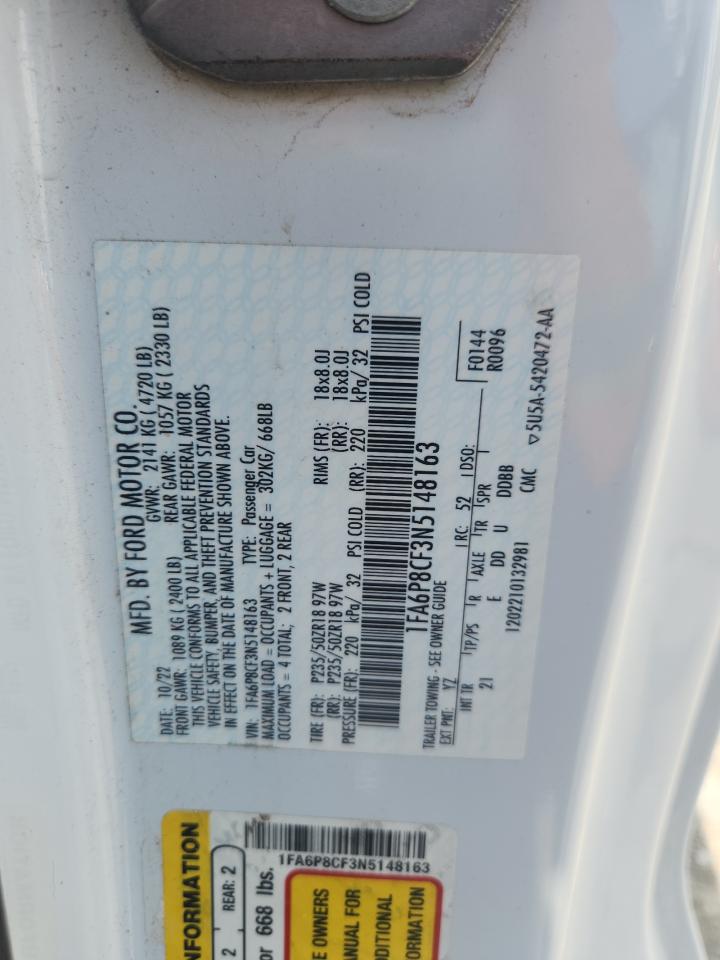 MFD. BY FORD MOTOR CO.
DATE: 10/22 GVWR: 2141 KG ( 4720 LB)
FRONT GAWR: 1089 KG ( 2400 LB) REAR GAWR: 1057 KG ( 2330 LB)
THIS VEHICLE CONFORMS TO ALL APPLICABLE FEDERAL MOTOR
VEHICLE SAFETY, BUMPER, AND THEFT PREVENTION STANDARDS
IN EFFECT ON THE DATE OF MANUFACTURE SHOWN ABOVE.
VIN: 1FA6P8CF3N5148163 TYPE: Passenger Car
MAXIMUM LOAD = OCCUPANTS + LUGGAGE = 302KG/ 668LB
OCCUPANTS = 4 TOTAL; 2 FRONT, 2 REAR
TIRE (FR): P235/50ZR18 97W RIMS (FR): 18x8.0J
(RR): P235/50ZR18 97W (RR): 18x8.0J
PRESSURE (FR): 220 kPa/ 32 PSI COLD (RR): 220 kPa/ 32 PSI COLD
1FA6P8CF3N5148163
TRAILER TOWING - SEE OWNER GUIDE
EXT PNT: YZ RC: 52 DSO: F0144
R0096
INT TR TP/PS R AXLE TR SPR
21 E DD U DDBB
1202210132981 CMC ▽5U5A-5420472-AA
NFORMATION
2 REAR: 2
or 668 lbs.
1FA6P8CF3N5148163
E OWNERS
ANUAL FOR
DDITIONAL
FORMATION